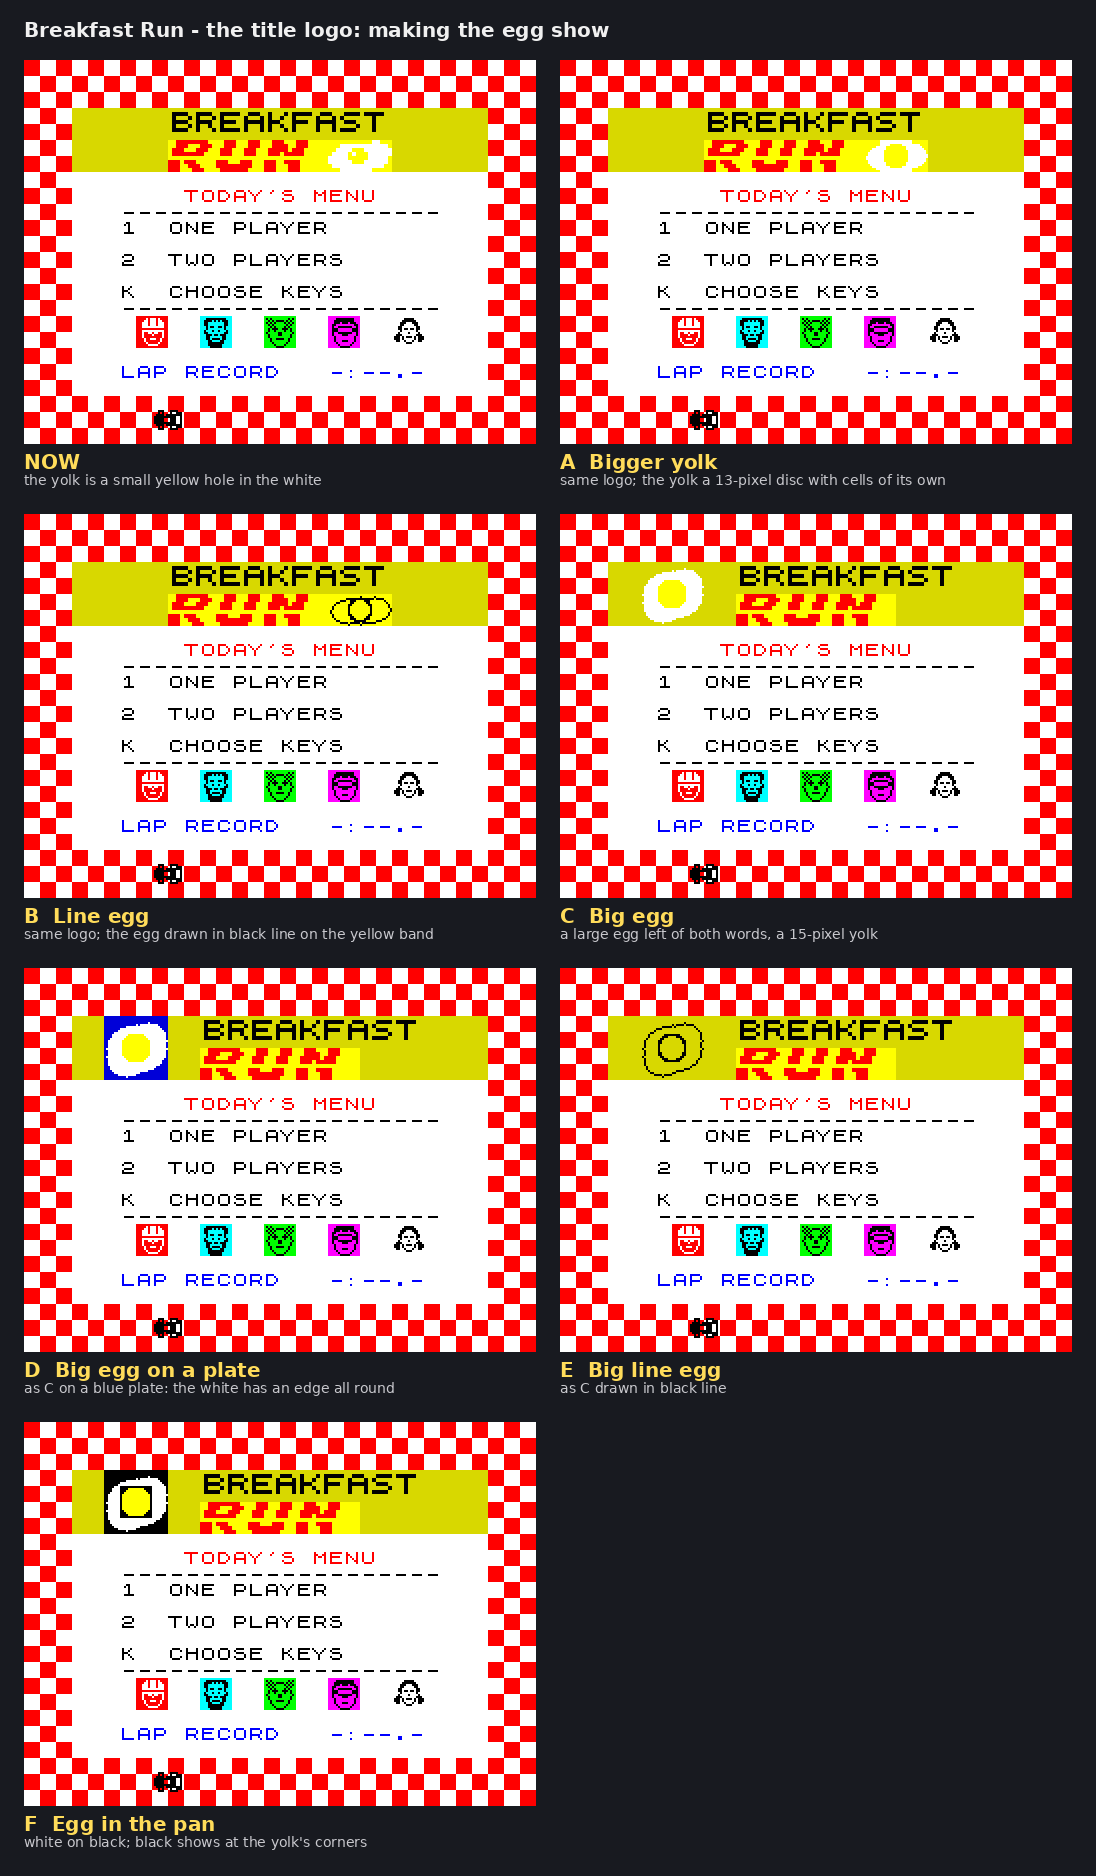 Breakfast Run - the title logo: making the egg show
BREAKFAST
RUN
TODAY'S MENU
1 ONE PLAYER
2 TWO PLAYERS
K CHOOSE KEYS
LAP RECORD -:--.-
NOW
the yolk is a small yellow hole in the white
BREAKFAST
RUN
TODAY'S MENU
1 ONE PLAYER
2 TWO PLAYERS
K CHOOSE KEYS
LAP RECORD -:--.-
A Bigger yolk
same logo; the yolk a 13-pixel disc with cells of its own
BREAKFAST
RUN
TODAY'S MENU
1 ONE PLAYER
2 TWO PLAYERS
K CHOOSE KEYS
LAP RECORD -:--.-
B Line egg
same logo; the egg drawn in black line on the yellow band
BREAKFAST
RUN
TODAY'S MENU
1 ONE PLAYER
2 TWO PLAYERS
K CHOOSE KEYS
LAP RECORD -:--.-
C Big egg
a large egg left of both words, a 15-pixel yolk
BREAKFAST
RUN
TODAY'S MENU
1 ONE PLAYER
2 TWO PLAYERS
K CHOOSE KEYS
LAP RECORD -:--.-
D Big egg on a plate
as C on a blue plate: the white has an edge all round
BREAKFAST
RUN
TODAY'S MENU
1 ONE PLAYER
2 TWO PLAYERS
K CHOOSE KEYS
LAP RECORD -:--.-
E Big line egg
as C drawn in black line
BREAKFAST
RUN
TODAY'S MENU
1 ONE PLAYER
2 TWO PLAYERS
K CHOOSE KEYS
LAP RECORD -:--.-
F Egg in the pan
white on black; black shows at the yolk's corners